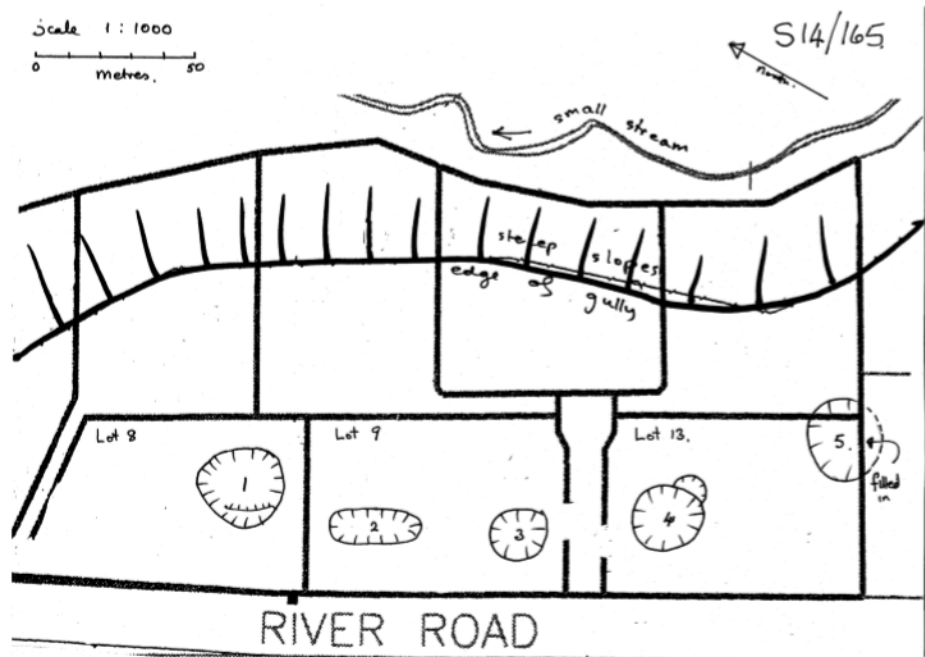 Scale 1 : 1000
0 50
metres.
S14/165
North.
small stream
steep slopes
edge of gully
Lot 8
Lot 9
Lot 13.
1
2
3
4
5.
filled
in
RIVER ROAD